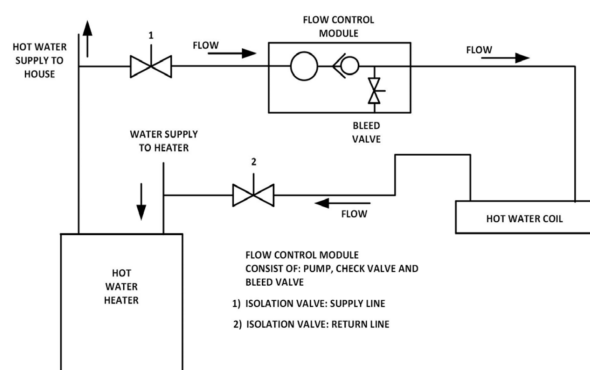 HOT WATER
SUPPLY TO
HOUSE
1
FLOW
FLOW CONTROL
MODULE
FLOW
BLEED
VALVE
WATER SUPPLY
TO HEATER
2
FLOW
HOT WATER COIL
HOT
WATER
HEATER
FLOW CONTROL MODULE
CONSIST OF: PUMP, CHECK VALVE AND
BLEED VALVE
1) ISOLATION VALVE: SUPPLY LINE
2) ISOLATION VALVE: RETURN LINE